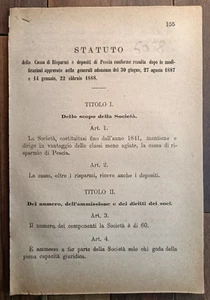 155
STATUTO
della Cassa di Risparmi e depositi di Pescia conforme resulta dopo le modi-
ficazioni approvate nelle generali adunanze del 30 giugno, 27 agosto 1887
e 14 gennaio, 22 ebbraio 1888.
TITOLO I.
Dello scopo della Società.
Art. 1.
La Società, costituitasi fino dall'anno 1841, mantiene e
dirige in vantaggio delle classi meno agiate, la cassa di ri-
sparmio di Pescia.
Art. 2.
La cassa, oltre i risparmi, riceve anche i depositi.
TITOLO II.
Del numero, dell'ammissione e dei diritti dei soci.
Art. 3.
Il numero dei componenti la Società è di 60.
Art. 4.
È ammesso a far parte della Società solo chi goda della
piena capacità giuridica.